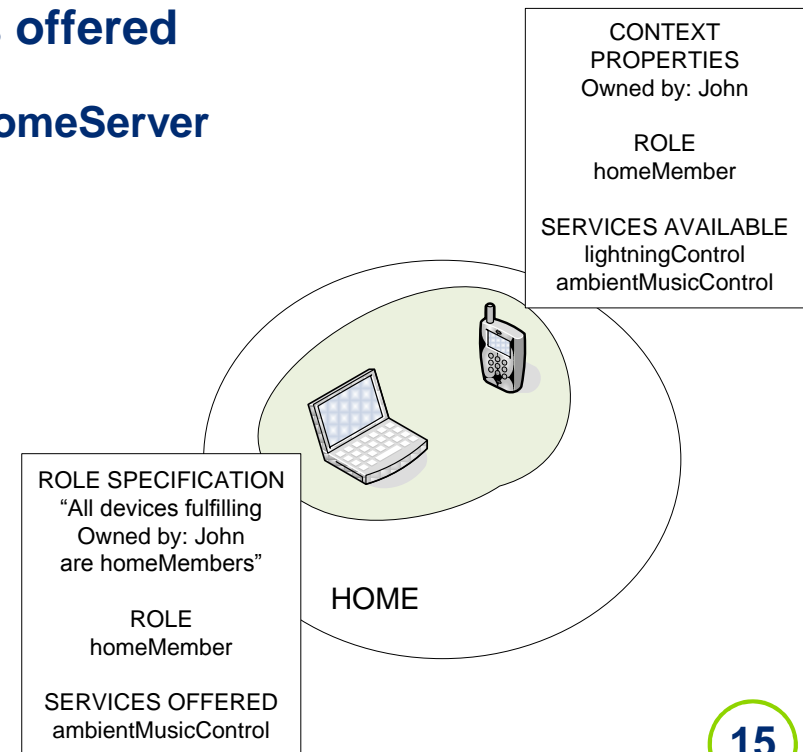 offered
omeServer
CONTEXT
PROPERTIES
Owned by: John
ROLE
homeMember
SERVICES AVAILABLE
lightningControl
ambientMusicControl
ROLE SPECIFICATION
“All devices fulfilling
Owned by: John
are homeMembers”
ROLE
homeMember
SERVICES OFFERED
ambientMusicControl
HOME
15